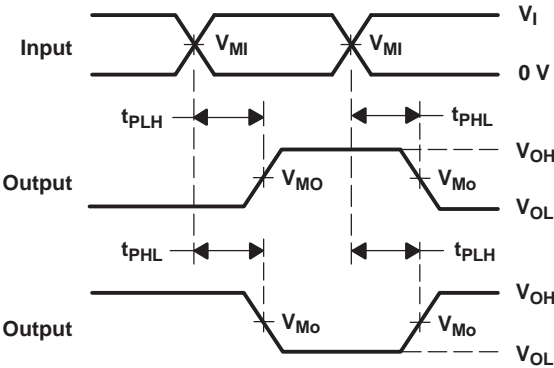 Input
V_MI
V_MI
V_I
0 V
t_PLH
t_PHL
Output
V_MO
V_Mo
V_OH
V_OL
t_PHL
t_PLH
Output
V_Mo
V_Mo
V_OH
V_OL